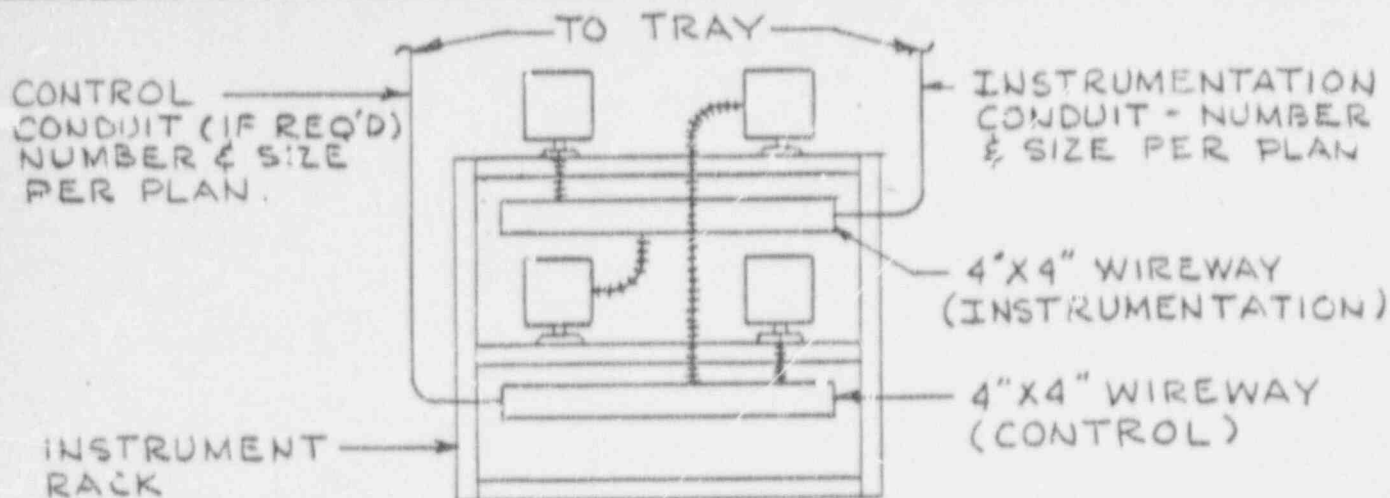 TO TRAY
CONTROL
CONDUIT (IF REQ'D)
NUMBER & SIZE
PER PLAN.
INSTRUMENTATION
CONDUIT - NUMBER
& SIZE PER PLAN
4"X4" WIREWAY
(INSTRUMENTATION)
4"X4" WIREWAY
(CONTROL)
INSTRUMENT
RACK